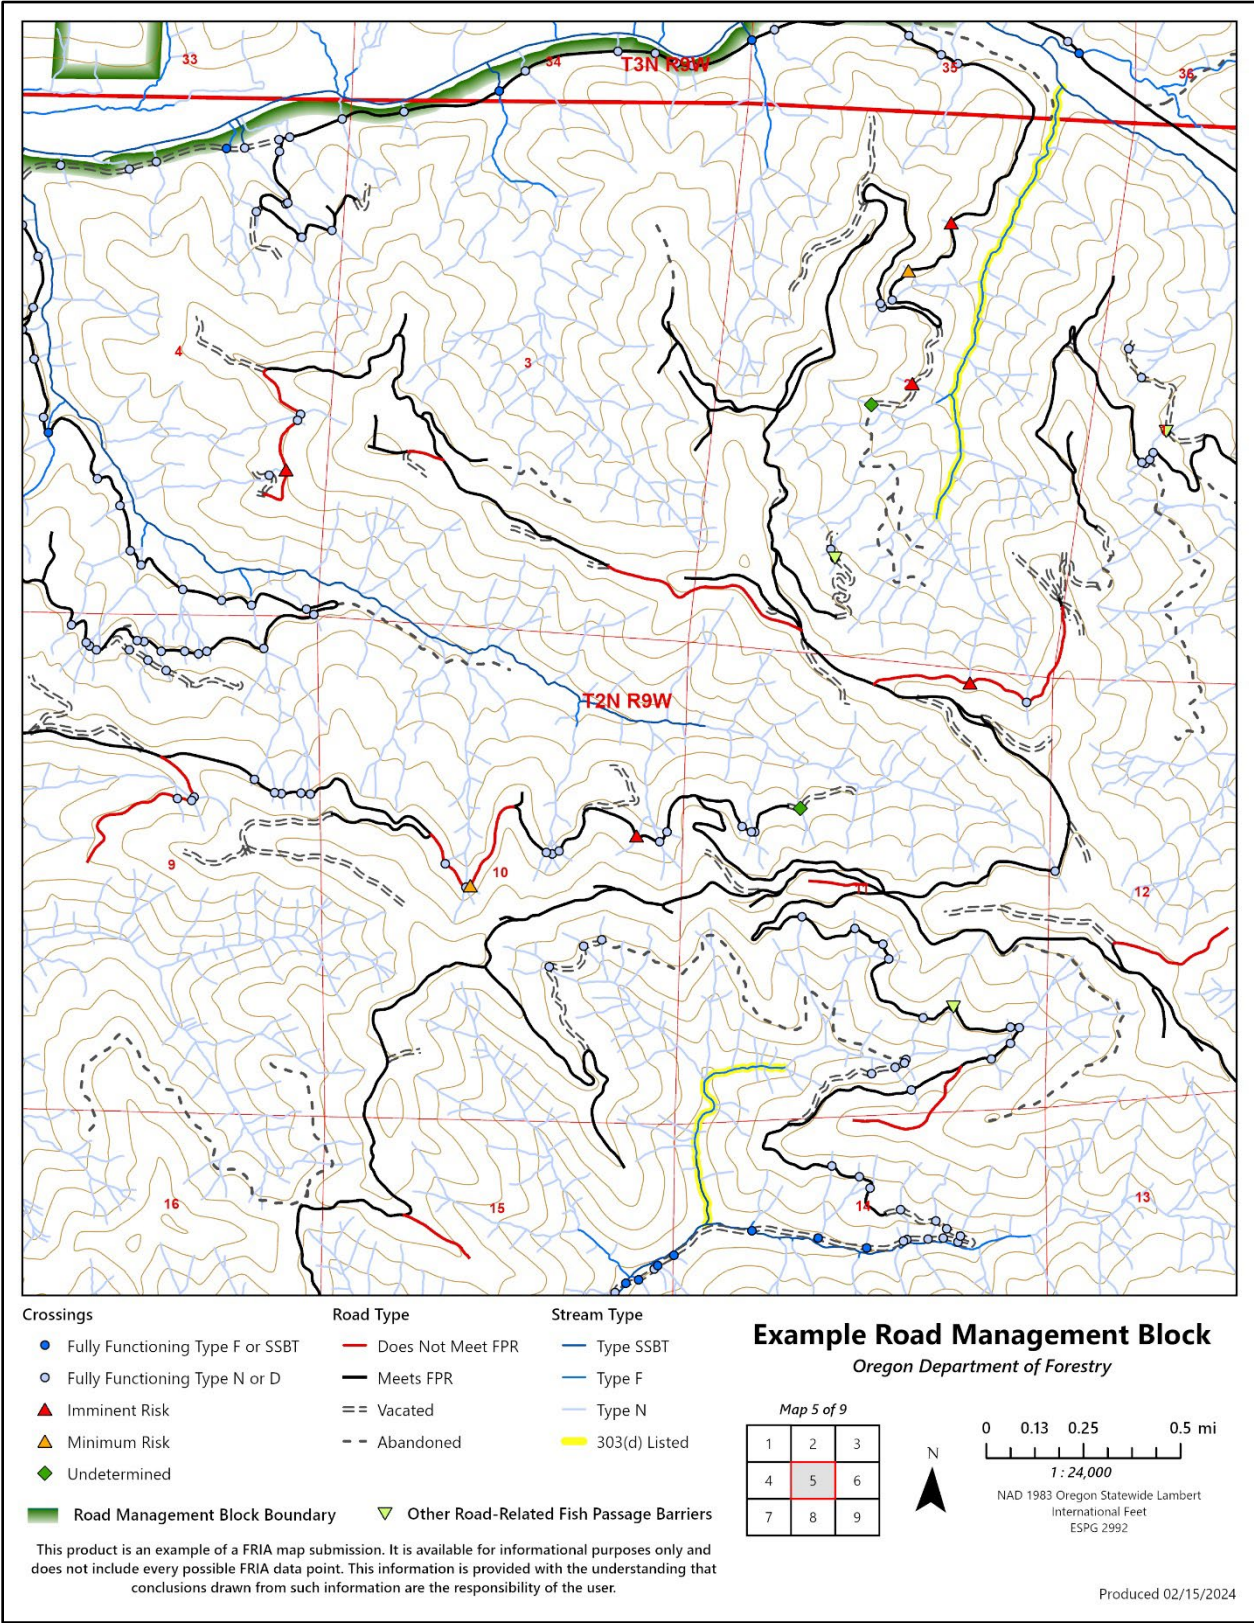 33
34
T3N R9W
35
36
4
3
T2N R9W
9
10
11
12
16
15
14
13
Crossings
Fully Functioning Type F or SSBT
Fully Functioning Type N or D
Imminent Risk
Minimum Risk
Undetermined
Road Type
Does Not Meet FPR
Meets FPR
Vacated
Abandoned
Stream Type
Type SSBT
Type F
Type N
303(d) Listed
Road Management Block Boundary
Other Road-Related Fish Passage Barriers
This product is an example of a FRIA map submission. It is available for informational purposes only and
does not include every possible FRIA data point. This information is provided with the understanding that
conclusions drawn from such information are the responsibility of the user.
Example Road Management Block
Oregon Department of Forestry
Map 5 of 9
1 2 3
4 5 6
7 8 9
N
0 0.13 0.25 0.5 mi
1 : 24,000
NAD 1983 Oregon Statewide Lambert
International Feet
ESPG 2992
Produced 02/15/2024